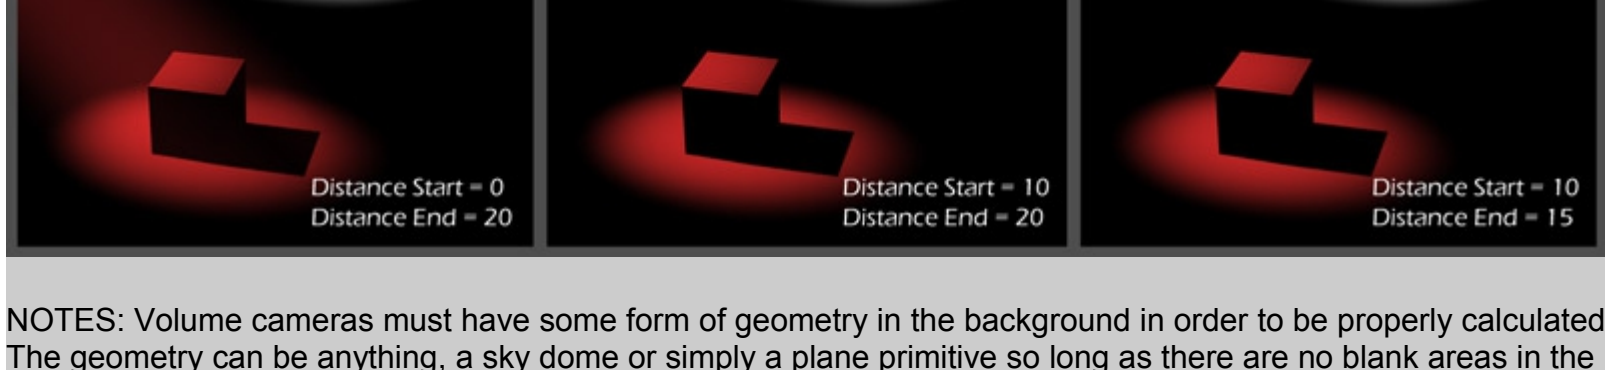 Distance Start = 0
Distance End = 20
Distance Start = 10
Distance End = 20
Distance Start = 10
Distance End = 15
NOTES: Volume cameras must have some form of geometry in the background in order to be properly calculated
The geometry can be anything, a sky dome or simply a plane primitive so long as there are no blank areas in the